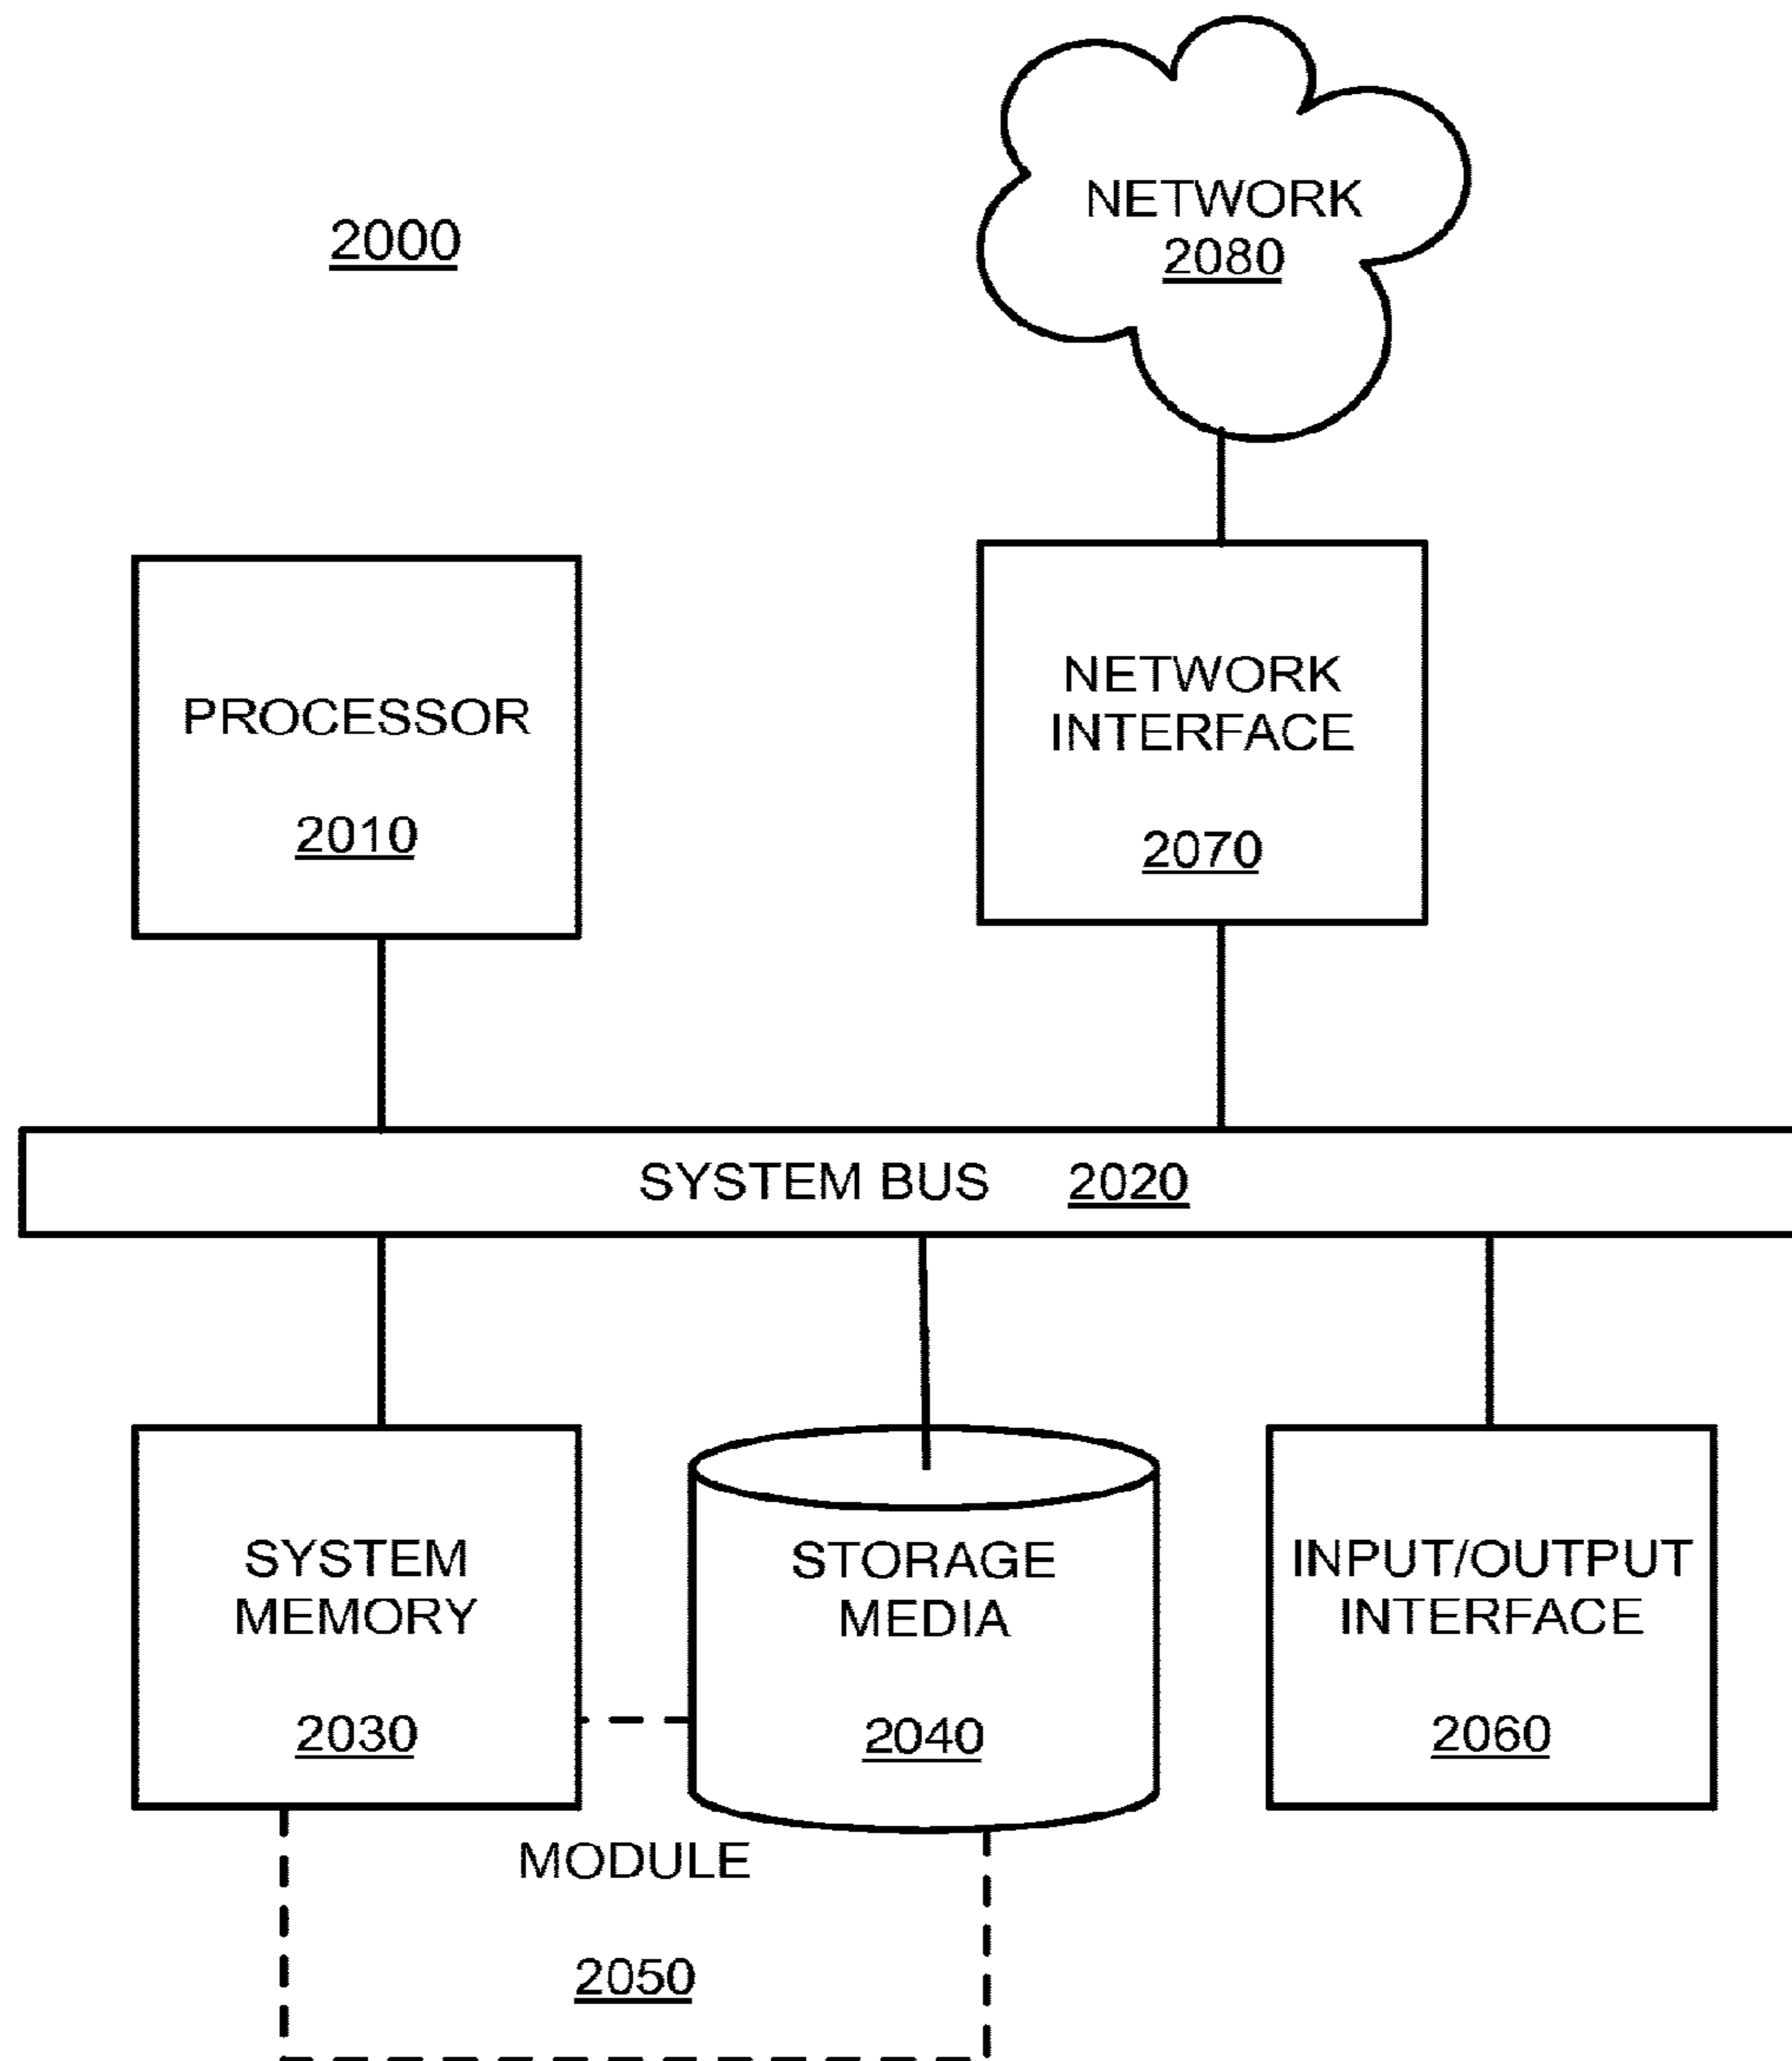 NETWORK
2080
2000
PROCESSOR
2010
NETWORK
INTERFACE
2070
SYSTEM BUS 2020
SYSTEM
MEMORY
2030
STORAGE
MEDIA
2040
INPUT/OUTPUT
INTERFACE
2060
MODULE
2050